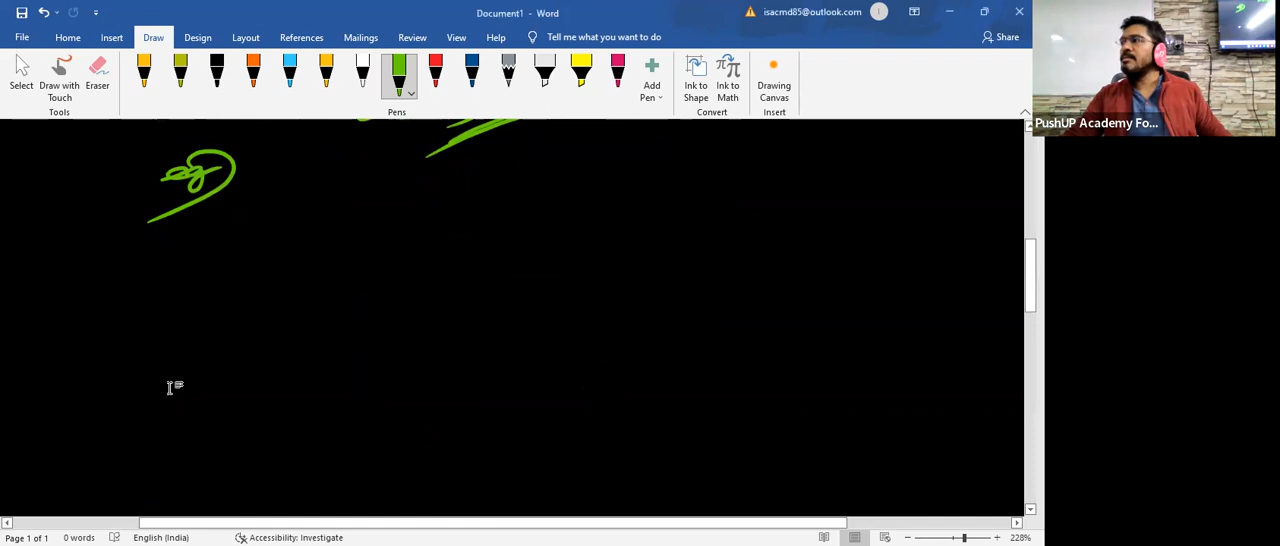 Document1 - Word
isacmd85@outlook.com
I
File Home Insert Draw Design Layout References Mailings Review View Help Tell me what you want to do Share
Select Draw with Touch Eraser Add Pen Ink to Shape Ink to Math Drawing Canvas
Tools Pens Convert Insert
PushUP Academy Fo...
eg
Page 1 of 1 0 words English (India) Accessibility: Investigate 228%